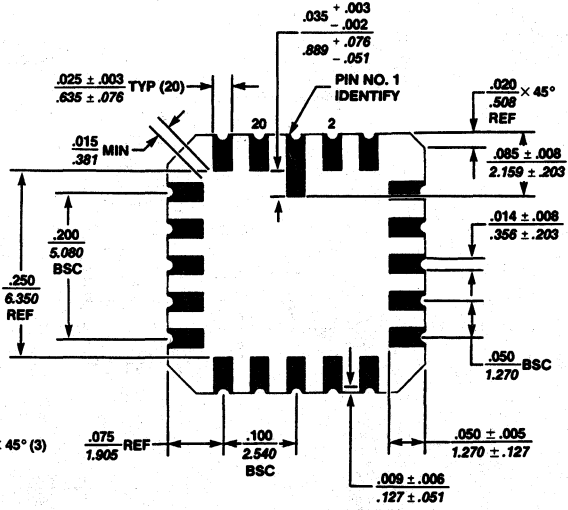 .035 + .003
- .002
.889 + .076
- .051
.025 ± .003
.635 ± .076
TYP (20)
PIN NO. 1
IDENTIFY
.020
.508
× 45°
REF
20
2
.015
.381
MIN
.085 ± .008
2.159 ± .203
.200
5.080
BSC
.014 ± .008
.356 ± .203
.250
6.350
REF
.050
1.270
BSC
× 45° (3)
.075
1.905
REF
.100
2.540
BSC
.050 ± .005
1.270 ± .127
.009 ± .006
.127 ± .051